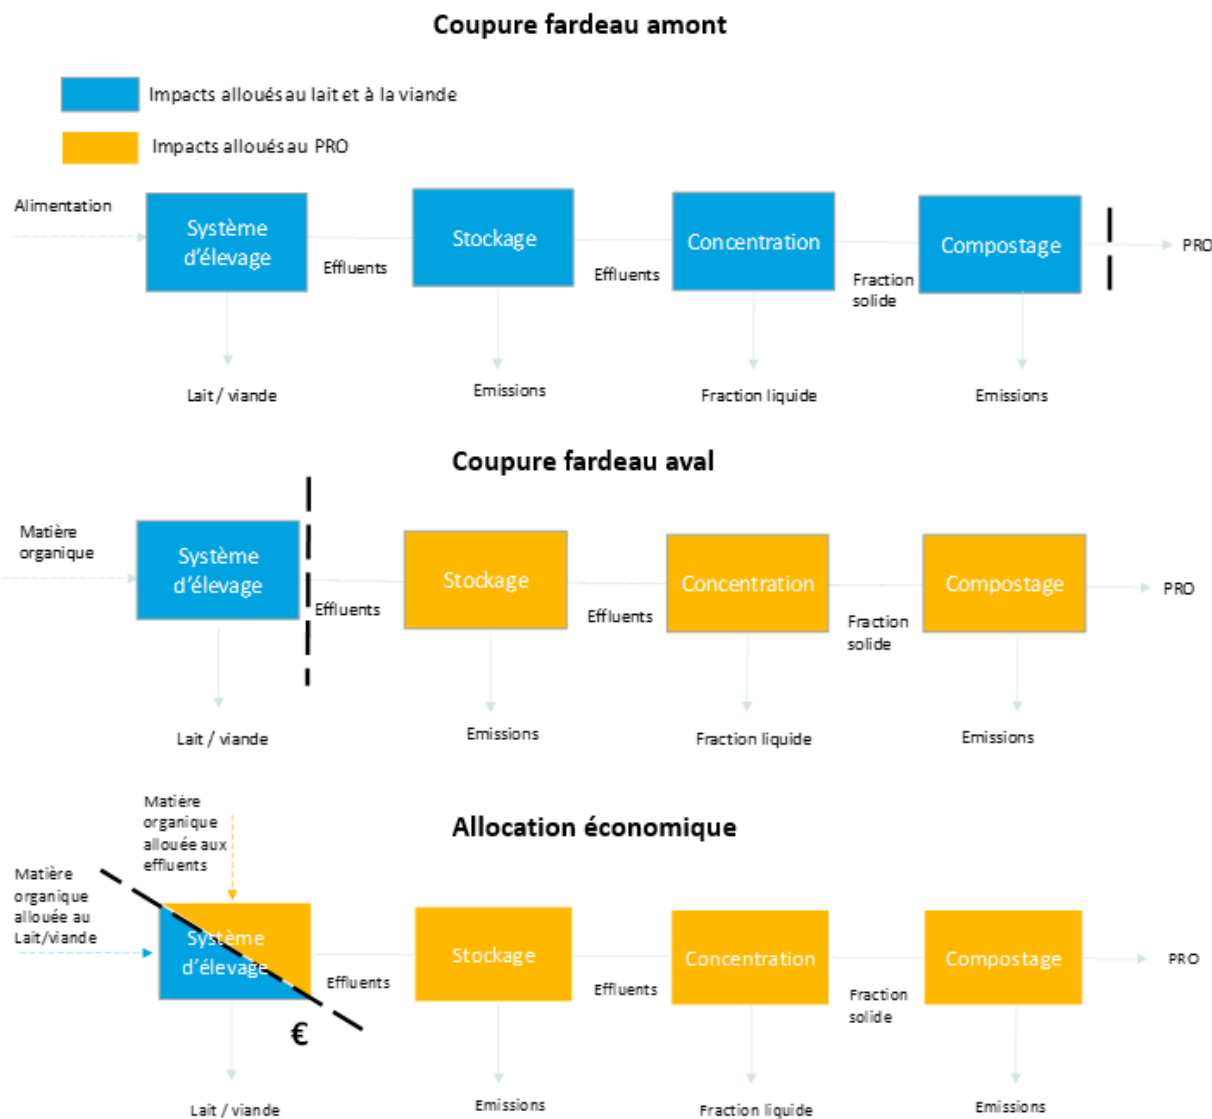 Coupure fardeau amont
Impacts alloués au lait et à la viande
Impacts alloués au PRO
Alimentation
Système
d'élevage
Effluents
Stockage
Effluents
Concentration
Fraction
solide
Compostage
PRO
Lait / viande
Emissions
Fraction liquide
Emissions
Coupure fardeau aval
Matière
organique
Système
d'élevage
Effluents
Stockage
Effluents
Concentration
Fraction
solide
Compostage
PRO
Lait / viande
Emissions
Fraction liquide
Emissions
Allocation économique
Matière
organique
allouée aux
effluents
Matière
organique
allouée au
Lait/viande
Système
d'élevage
€
Effluents
Stockage
Effluents
Concentration
Fraction
solide
Compostage
PRO
Lait / viande
Emissions
Fraction liquide
Emissions